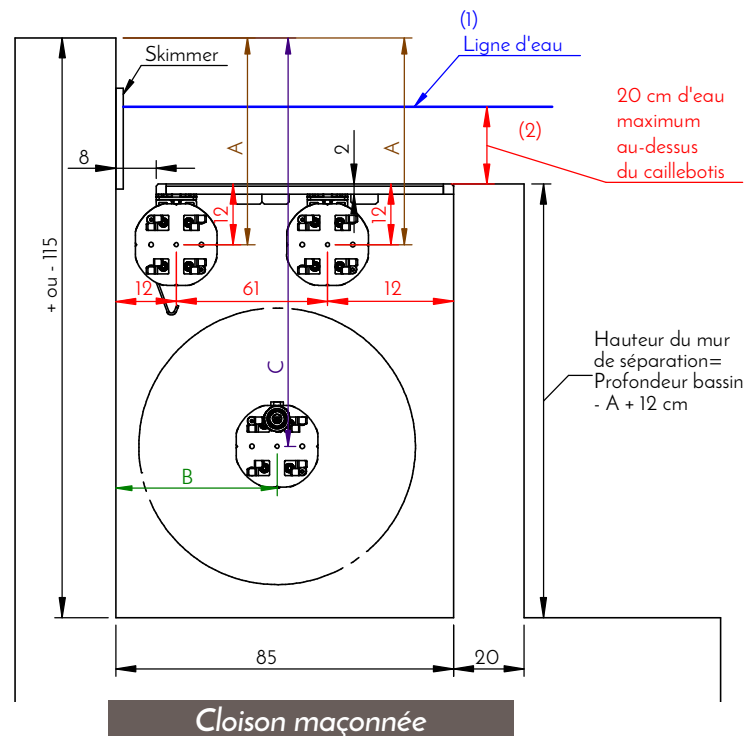 (1)
Ligne d'eau
Skimmer
20 cm d'eau
maximum
au-dessus
du caillebotis
(2)
A
A
2
8
12
12
12
61
12
+ ou - 115
C
B
Hauteur du mur
de séparation=
Profondeur bassin
- A + 12 cm
85
20
Cloison maçonnée